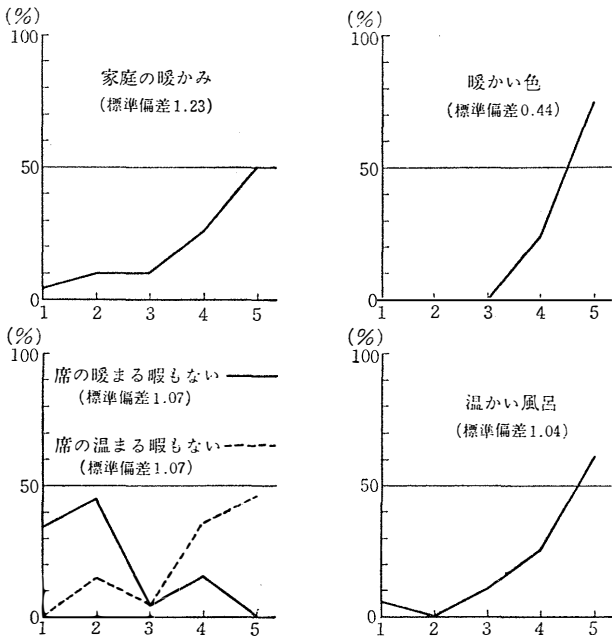 (%)
100
家庭の暖かみ
(標準偏差1.23)
50
0
1 2 3 4 5
(%)
100
暖かい色
(標準偏差0.44)
50
0
1 2 3 4 5
(%)
100
席の暖まる暇もない
(標準偏差1.07)
席の温まる暇もない
(標準偏差1.07)
50
0
1 2 3 4 5
(%)
100
温かい風呂
(標準偏差1.04)
50
0
1 2 3 4 5